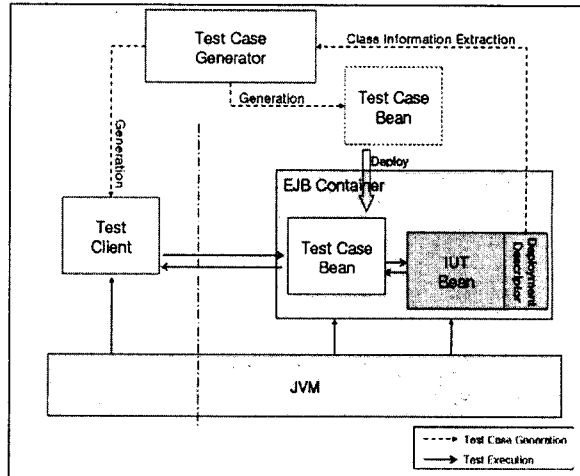 Test Case
Generator
Class Information Extraction
Generation
Test Case
Bean
Generation
Deploy
EJB Container
Test
Client
Test Case
Bean
IUT
Bean
Deployment
Descriptor
JVM
Test Case Generation
Test Execution